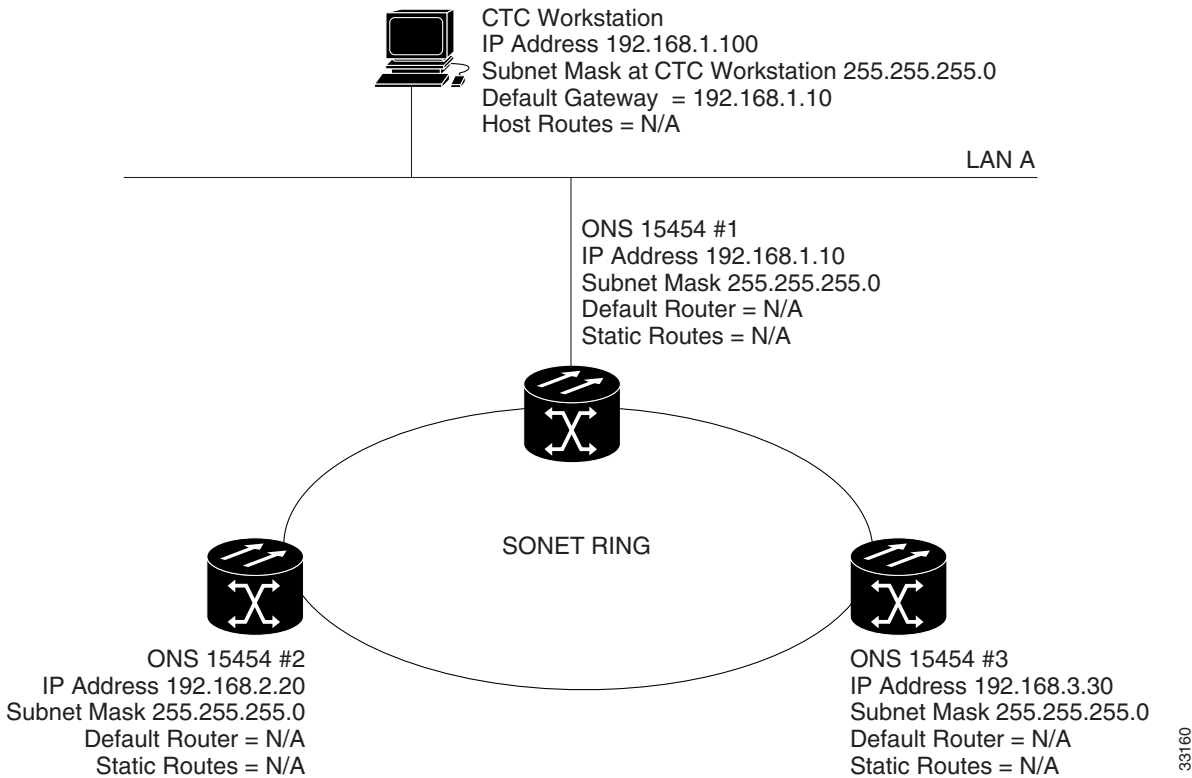 CTC Workstation
IP Address 192.168.1.100
Subnet Mask at CTC Workstation 255.255.255.0
Default Gateway = 192.168.1.10
Host Routes = N/A
LAN A
ONS 15454 #1
IP Address 192.168.1.10
Subnet Mask 255.255.255.0
Default Router = N/A
Static Routes = N/A
SONET RING
ONS 15454 #2
IP Address 192.168.2.20
Subnet Mask 255.255.255.0
Default Router = N/A
Static Routes = N/A
ONS 15454 #3
IP Address 192.168.3.30
Subnet Mask 255.255.255.0
Default Router = N/A
Static Routes = N/A
33160